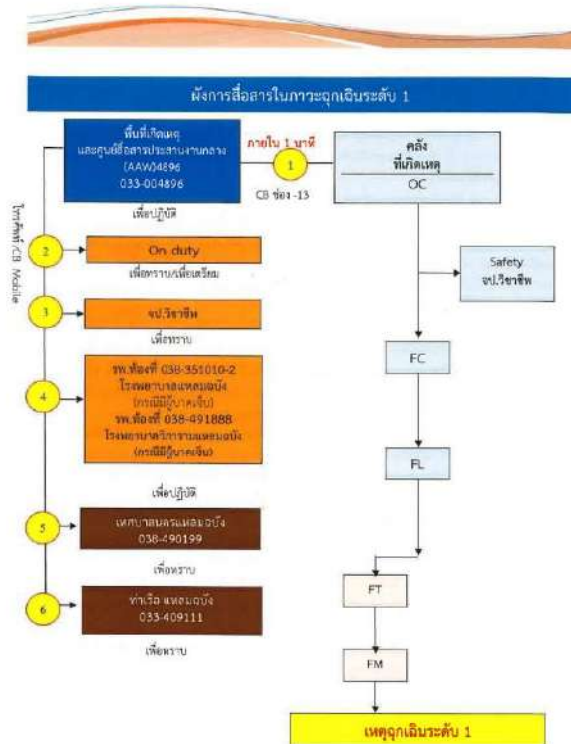 ผังการสื่อสารในภาวะฉุกเฉินระดับ 1
พื้นที่เกิดเหตุ
และศูนย์สื่อสารประสานงานกลาง
(AAW)4896
033-004896
เพื่อปฏิบัติ
ภายใน 1 นาที
1
CB ช่อง -13
คลัง
ที่เกิดเหตุ
OC
Safety
จป.วิชาชีพ
FC
FL
FT
FM
เหตุฉุกเฉินระดับ 1
โทรศัพท์/CB Mobile
2
On duty
เพื่อทราบ/เพื่อเตรียม
3
จป.วิชาชีพ
เพื่อทราบ
4
รพ.ท้องที่ 038-351010-2
โรงพยาบาลแหลมฉบัง
(กรณีมีผู้บาดเจ็บ)
รพ.ท้องที่ 038-491888
โรงพยาบาลวิภารามแหลมฉบัง
(กรณีมีผู้บาดเจ็บ)
เพื่อปฏิบัติ
5
เทศบาลนครแหลมฉบัง
038-490199
เพื่อทราบ
6
ท่าเรือ แหลมฉบัง
033-409111
เพื่อทราบ